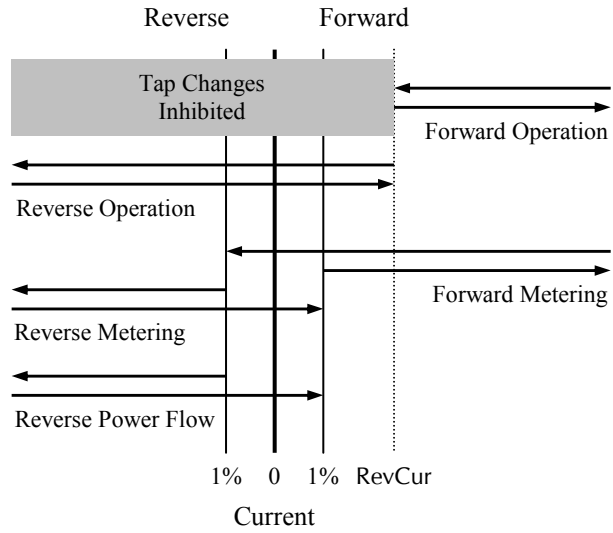 Reverse Forward
Tap Changes
Inhibited
Forward Operation
Reverse Operation
Forward Metering
Reverse Metering
Reverse Power Flow
1% 0 1% RevCur
Current